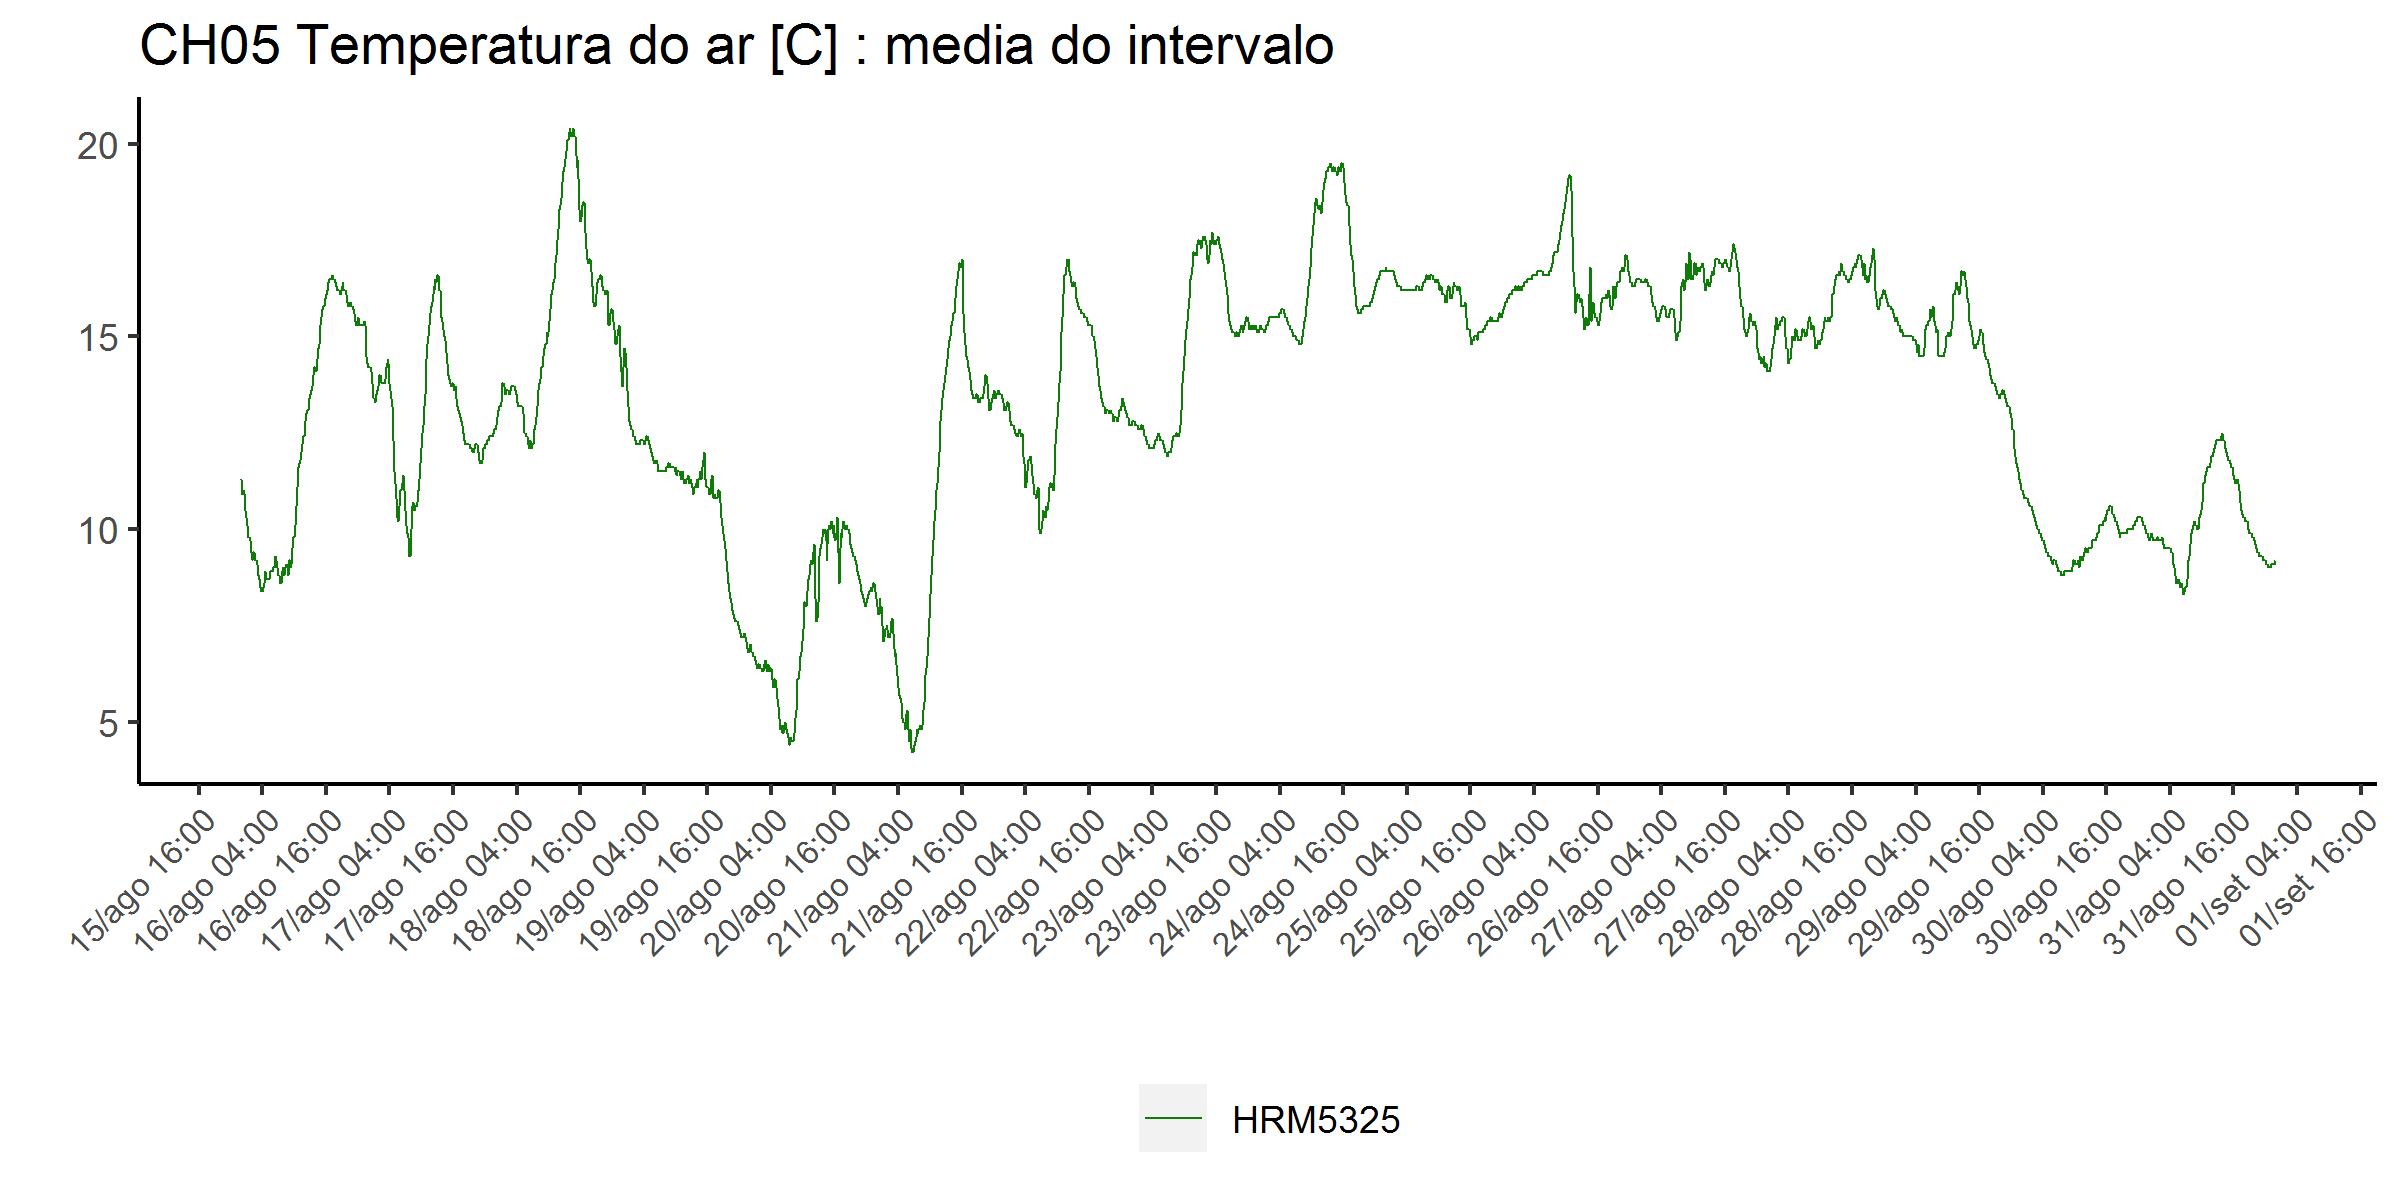 CH05 Temperatura do ar [C] : media do intervalo
20
15
10
5
15/ago 16:00
16/ago 04:00
16/ago 16:00
17/ago 04:00
17/ago 16:00
18/ago 04:00
18/ago 16:00
19/ago 04:00
19/ago 16:00
20/ago 04:00
20/ago 16:00
21/ago 04:00
21/ago 16:00
22/ago 04:00
22/ago 16:00
23/ago 04:00
23/ago 16:00
24/ago 04:00
24/ago 16:00
25/ago 04:00
25/ago 16:00
26/ago 04:00
26/ago 16:00
27/ago 04:00
27/ago 16:00
28/ago 04:00
28/ago 16:00
29/ago 04:00
29/ago 16:00
30/ago 04:00
30/ago 16:00
31/ago 04:00
31/ago 16:00
01/set 04:00
01/set 16:00
HRM5325